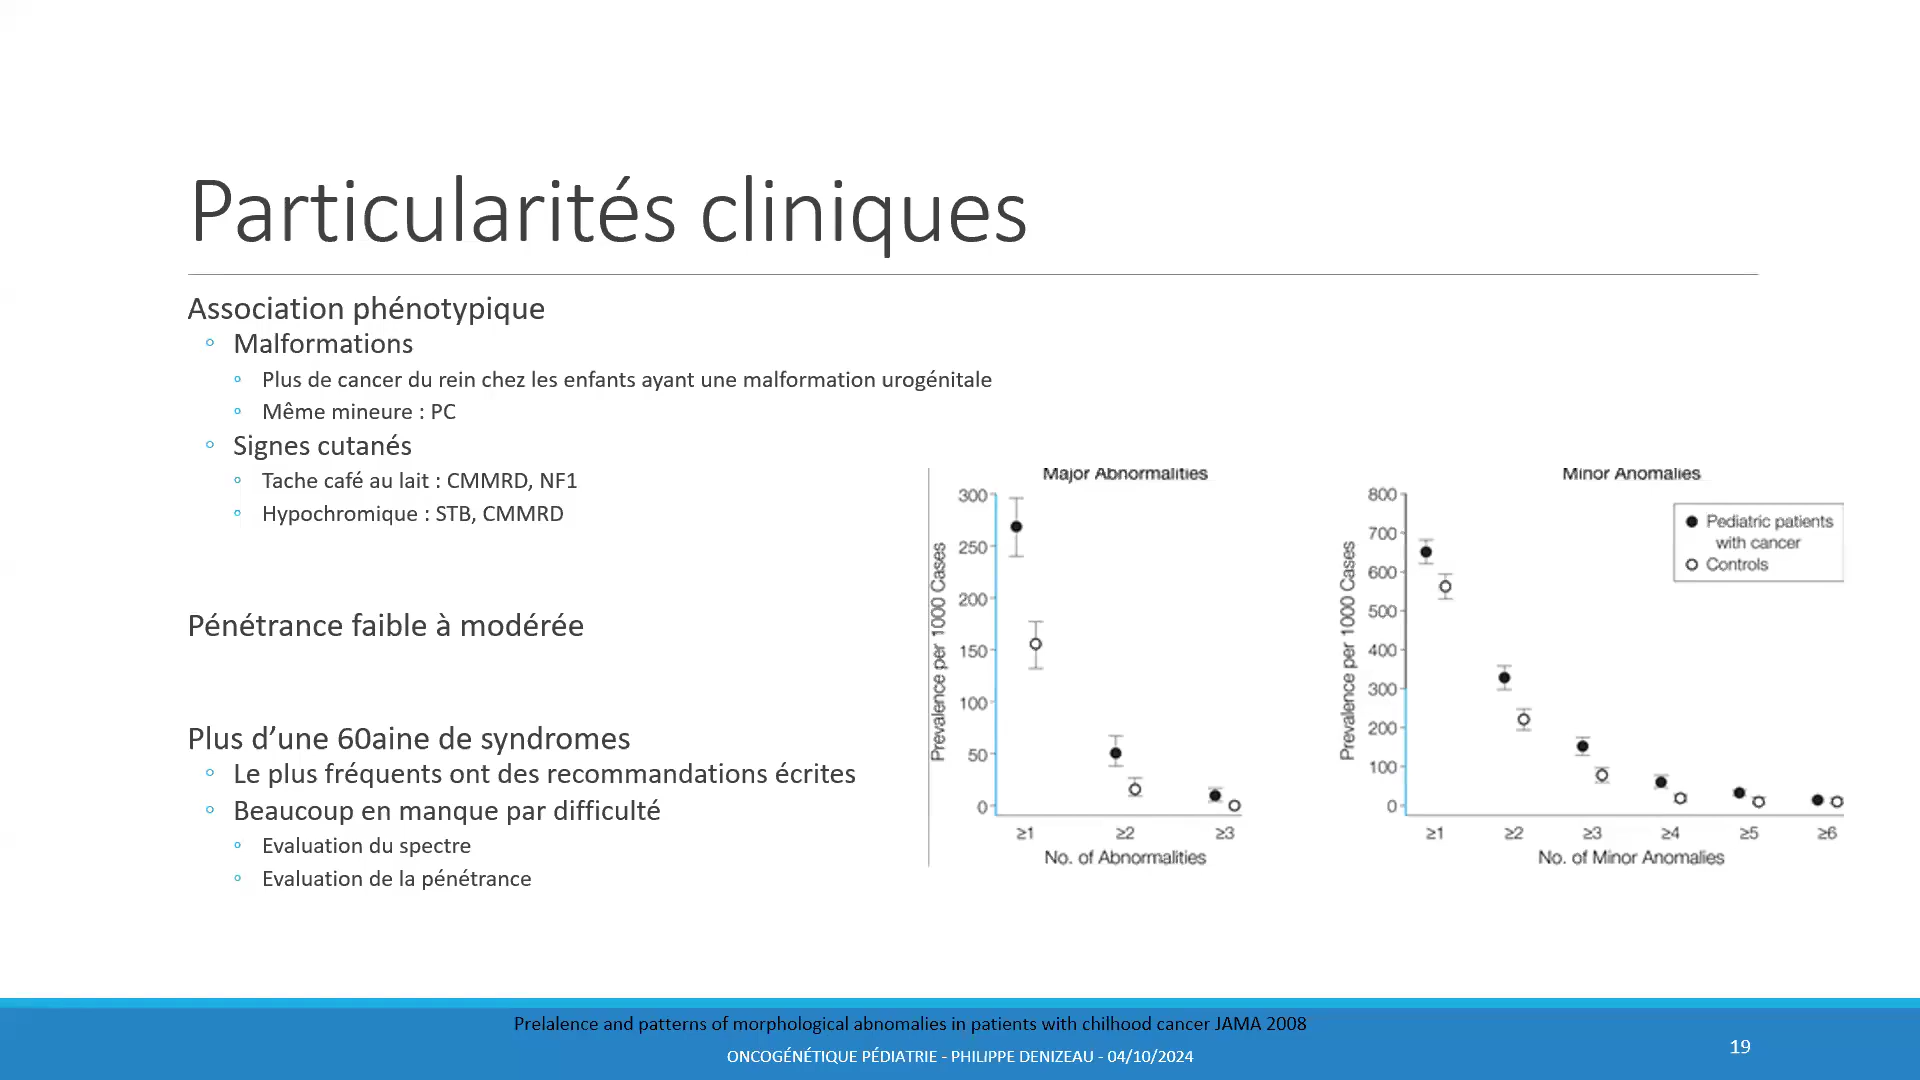 Particularités cliniques
Association phénotypique
Malformations
Plus de cancer du rein chez les enfants ayant une malformation urogénitale
Même mineure : PC
Signes cutanés
Tache café au lait : CMMRD, NF1
Hypochromique : STB, CMMRD
Pénétrance faible à modérée
Plus d’une 60aine de syndromes
Le plus fréquents ont des recommandations écrites
Beaucoup en manque par difficulté
Evaluation du spectre
Evaluation de la pénétrance
Major Abnormalities
Prevalence per 1000 Cases
300
250
200
150
100
50
0
≥1 ≥2 ≥3
No. of Abnormalities
Minor Anomalies
Prevalence per 1000 Cases
800
700
600
500
400
300
200
100
0
≥1 ≥2 ≥3 ≥4 ≥5 ≥6
No. of Minor Anomalies
Pediatric patients
with cancer
Controls
Prelalence and patterns of morphological abnomalies in patients with chilhood cancer JAMA 2008
ONCOGÉNÉTIQUE PÉDIATRIE - PHILIPPE DENIZEAU - 04/10/2024
19